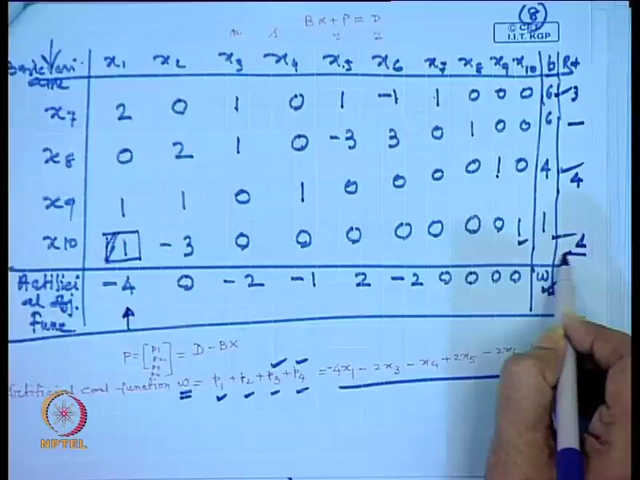 BX+P = D
8
© CET
I.I.T. KGP
x1 x2 x3 x4 x5 x6 x7 x8 x9 x10 b
x7 2 0 1 0 1 -1 1 0 0 0 6 3
x8 0 2 1 0 -3 3 0 1 0 0 6 -
x9 1 1 0 1 0 0 0 0 1 0 4 4
x10 1 -3 0 0 0 0 0 0 0 1 1
Artificial obj. func -4 0 -2 -1 2 -2 0 0 0 0 w
P = [p1 p2 p3 p4] = D - BX
Artificial cost function w = p1 + p2 + p3 + p4 = -4x1 - 2x3 - x4 + 2x5 - 2x6
NPTEL